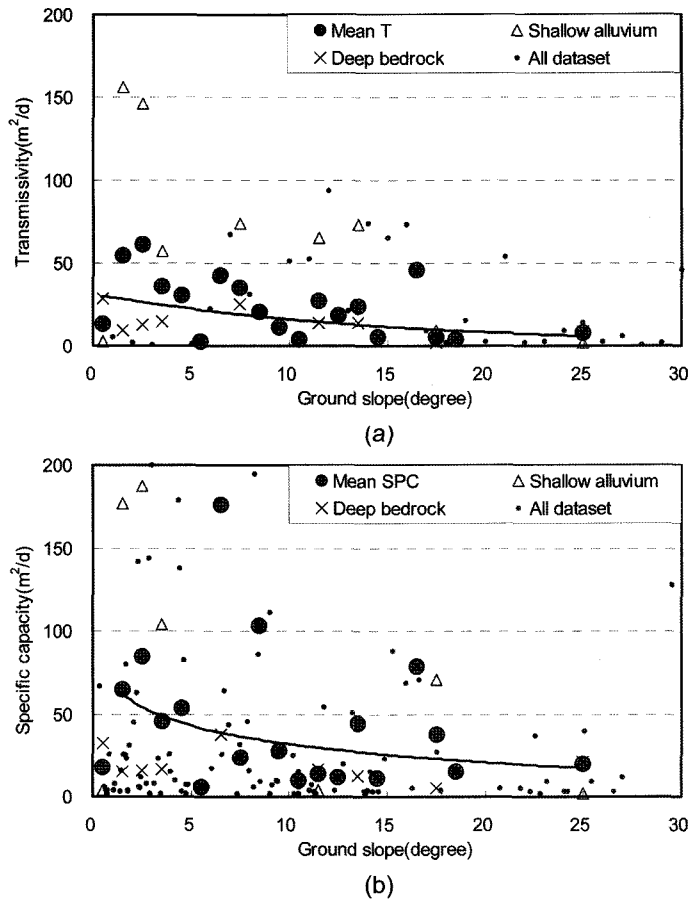 Mean T
Shallow alluvium
Deep bedrock
All dataset
200
150
100
50
0
Transmissivity(m²/d)
0 5 10 15 20 25 30
Ground slope(degree)
(a)
Mean SPC
Shallow alluvium
Deep bedrock
All dataset
200
150
100
50
0
Specific capacity(m²/d)
0 5 10 15 20 25 30
Ground slope(degree)
(b)